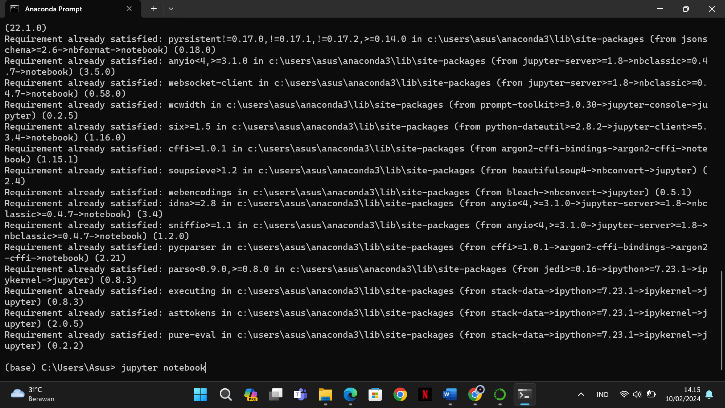 Anaconda Prompt
(22.1.0)
Requirement already satisfied: pyrsistent!=0.17.0,!=0.17.1,!=0.17.2,>=0.14.0 in c:\users\asus\anaconda3\lib\site-packages (from jsons
chema>=2.6->nbformat->notebook) (0.18.0)
Requirement already satisfied: anyio<4,>=3.1.0 in c:\users\asus\anaconda3\lib\site-packages (from jupyter-server>=1.8->nbclassic>=0.4
.7->notebook) (3.5.0)
Requirement already satisfied: websocket-client in c:\users\asus\anaconda3\lib\site-packages (from jupyter-server>=1.8->nbclassic>=0.
4.7->notebook) (0.58.0)
Requirement already satisfied: wcwidth in c:\users\asus\anaconda3\lib\site-packages (from prompt-toolkit>=3.0.30->jupyter-console->ju
pyter) (0.2.5)
Requirement already satisfied: six>=1.5 in c:\users\asus\anaconda3\lib\site-packages (from python-dateutil>=2.8.2->jupyter-client>=5.
3.4->notebook) (1.16.0)
Requirement already satisfied: cffi>=1.0.1 in c:\users\asus\anaconda3\lib\site-packages (from argon2-cffi-bindings->argon2-cffi->note
book) (1.15.1)
Requirement already satisfied: soupsieve>1.2 in c:\users\asus\anaconda3\lib\site-packages (from beautifulsoup4->nbconvert->jupyter) (
2.4)
Requirement already satisfied: webencodings in c:\users\asus\anaconda3\lib\site-packages (from bleach->nbconvert->jupyter) (0.5.1)
Requirement already satisfied: idna>=2.8 in c:\users\asus\anaconda3\lib\site-packages (from anyio<4,>=3.1.0->jupyter-server>=1.8->nbc
lassic>=0.4.7->notebook) (3.4)
Requirement already satisfied: sniffio>=1.1 in c:\users\asus\anaconda3\lib\site-packages (from anyio<4,>=3.1.0->jupyter-server>=1.8->
nbclassic>=0.4.7->notebook) (1.2.0)
Requirement already satisfied: pycparser in c:\users\asus\anaconda3\lib\site-packages (from cffi>=1.0.1->argon2-cffi-bindings->argon2
-cffi->notebook) (2.21)
Requirement already satisfied: parso<0.9.0,>=0.8.0 in c:\users\asus\anaconda3\lib\site-packages (from jedi>=0.16->ipython>=7.23.1->ip
ykernel->jupyter) (0.8.3)
Requirement already satisfied: executing in c:\users\asus\anaconda3\lib\site-packages (from stack-data->ipython>=7.23.1->ipykernel->j
upyter) (0.8.3)
Requirement already satisfied: asttokens in c:\users\asus\anaconda3\lib\site-packages (from stack-data->ipython>=7.23.1->ipykernel->j
upyter) (2.0.5)
Requirement already satisfied: pure-eval in c:\users\asus\anaconda3\lib\site-packages (from stack-data->ipython>=7.23.1->ipykernel->j
upyter) (0.2.2)
(base) C:\Users\Asus> jupyter notebook
31°C
Berawan
IND
14.15
10/02/2024